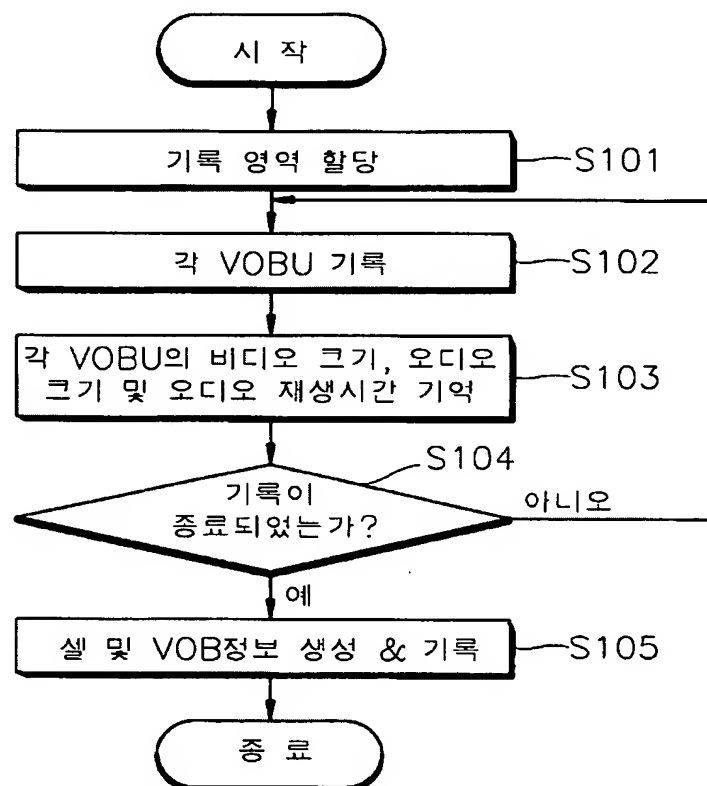 시 작
기록 영역 할당
S101
각 VOBU 기록
S102
각 VOBU의 비디오 크기, 오디오
크기 및 오디오 재생시간 기억
S103
S104
기록이
종료되었는가?
아니오
예
셀 및 VOB정보 생성 & 기록
S105
종 료